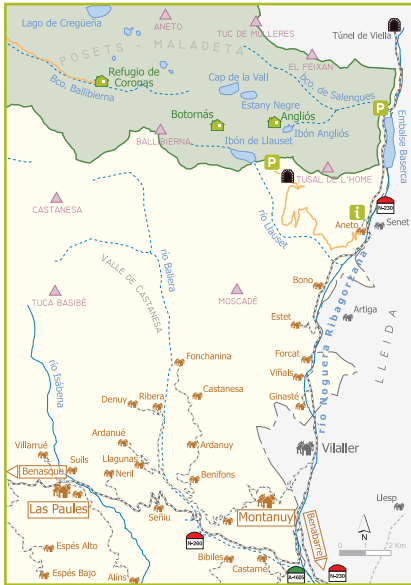 Lago de Cregüeña
ANETO
TUC DE MULLERES
Túnel de Viella
POSETS - MALADETA
EL FEIXAN
Refugio de
Coronas
Cap de la Vall
bco. de Salenques
Bco. Ballibierna
Estany Negre
Botornás
Angliós
Ibón Angliós
BALLIBIERNA
Ibón de Llauset
Embalse Baserca
P
P
TUSAL DE L'HOME
CASTANESA
río Llauset
i
N-230
Aneto
Senet
río Baliera
VALLE DE CASTANESA
Bono
TUCA BASIBÉ
MOSCADÉ
Artiga
Estet
río Noguera Ribagorzana
LLEIDA
río Isábena
Fonchanina
Forcat
Viñals
Castanesa
Denuy
Ribera
Ginasté
Ardanué
Ardanuy
Vilaller
Villarrué
Suils
Llagunas
Benasque
Neril
Benifons
Las Paules
Llesp
Señiu
Montanuy
Benabarre
N
N-260
Espés Alto
Bibiles
Castarné
0 1 2 Km
Espés Bajo
Alíns
A-1605
N-230